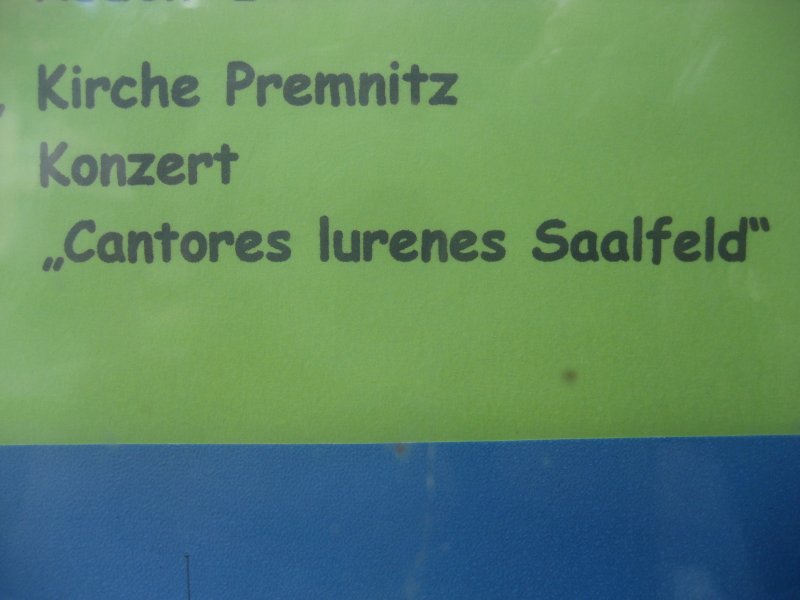 , Kirche Premnitz
Konzert
„Cantores lurenes Saalfeld“